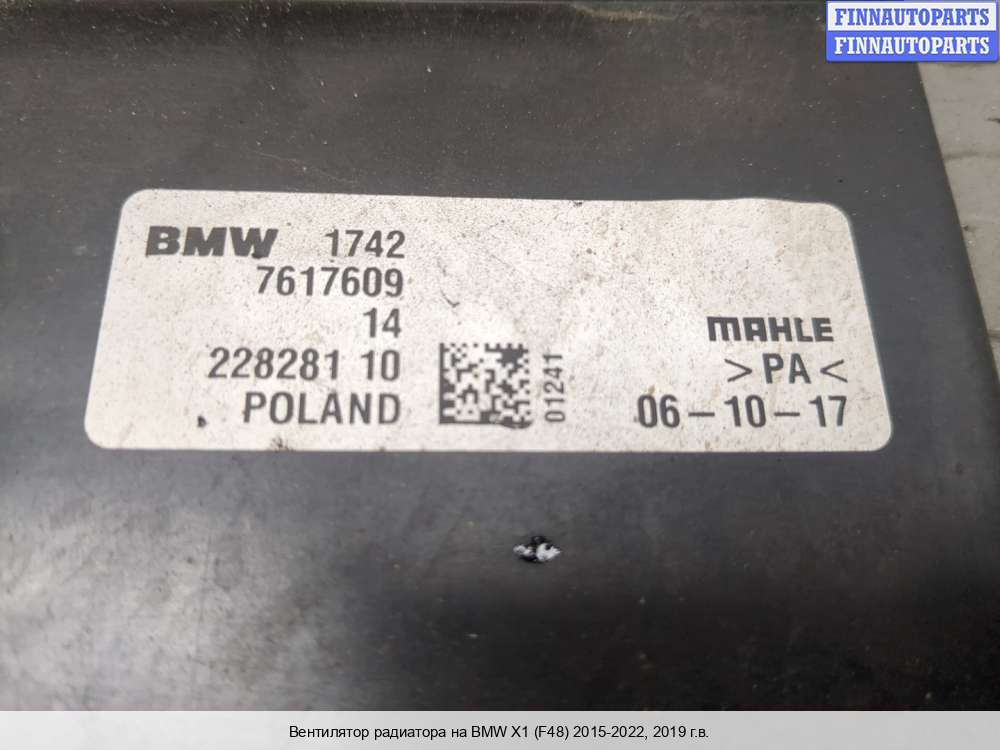 FINNAUTOPARTS
FINNAUTOPARTS
BMW 1742
7617609
14
228281 10
POLAND
01241
MAHLE
>PA<
06-10-17
Вентилятор радиатора на BMW X1 (F48) 2015-2022, 2019 г.в.